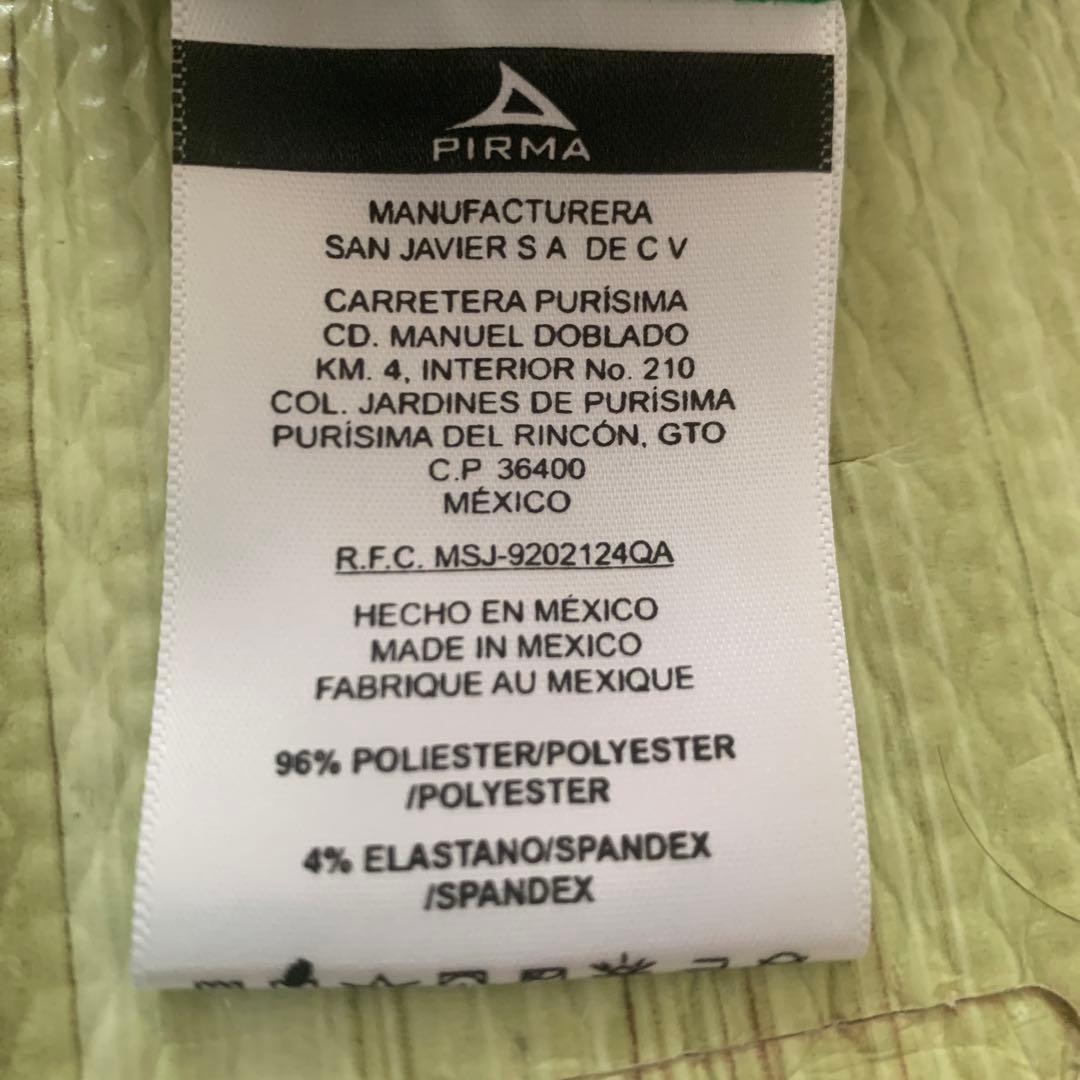 PIRMA
MANUFACTURERA
SAN JAVIER S A DE C V
CARRETERA PURÍSIMA
CD. MANUEL DOBLADO
KM. 4, INTERIOR No. 210
COL. JARDINES DE PURÍSIMA
PURÍSIMA DEL RINCÓN, GTO
C.P 36400
MÉXICO
R.F.C. MSJ-9202124QA
HECHO EN MÉXICO
MADE IN MEXICO
FABRIQUE AU MEXIQUE
96% POLIESTER/POLYESTER
/POLYESTER
4% ELASTANO/SPANDEX
/SPANDEX